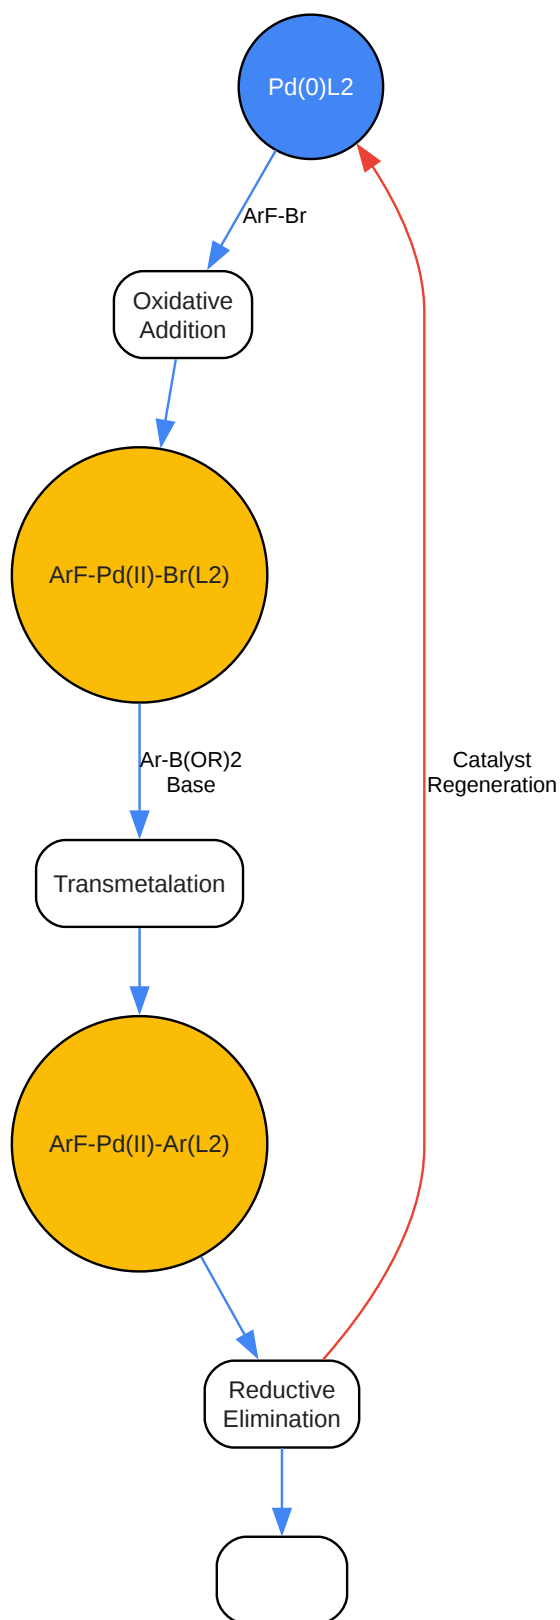 Pd(0)L2
ArF-Br
Oxidative
Addition
ArF-Pd(II)-Br(L2)
Ar-B(OR)2
Base
Catalyst
Regeneration
Transmetalation
ArF-Pd(II)-Ar(L2)
Reductive
Elimination